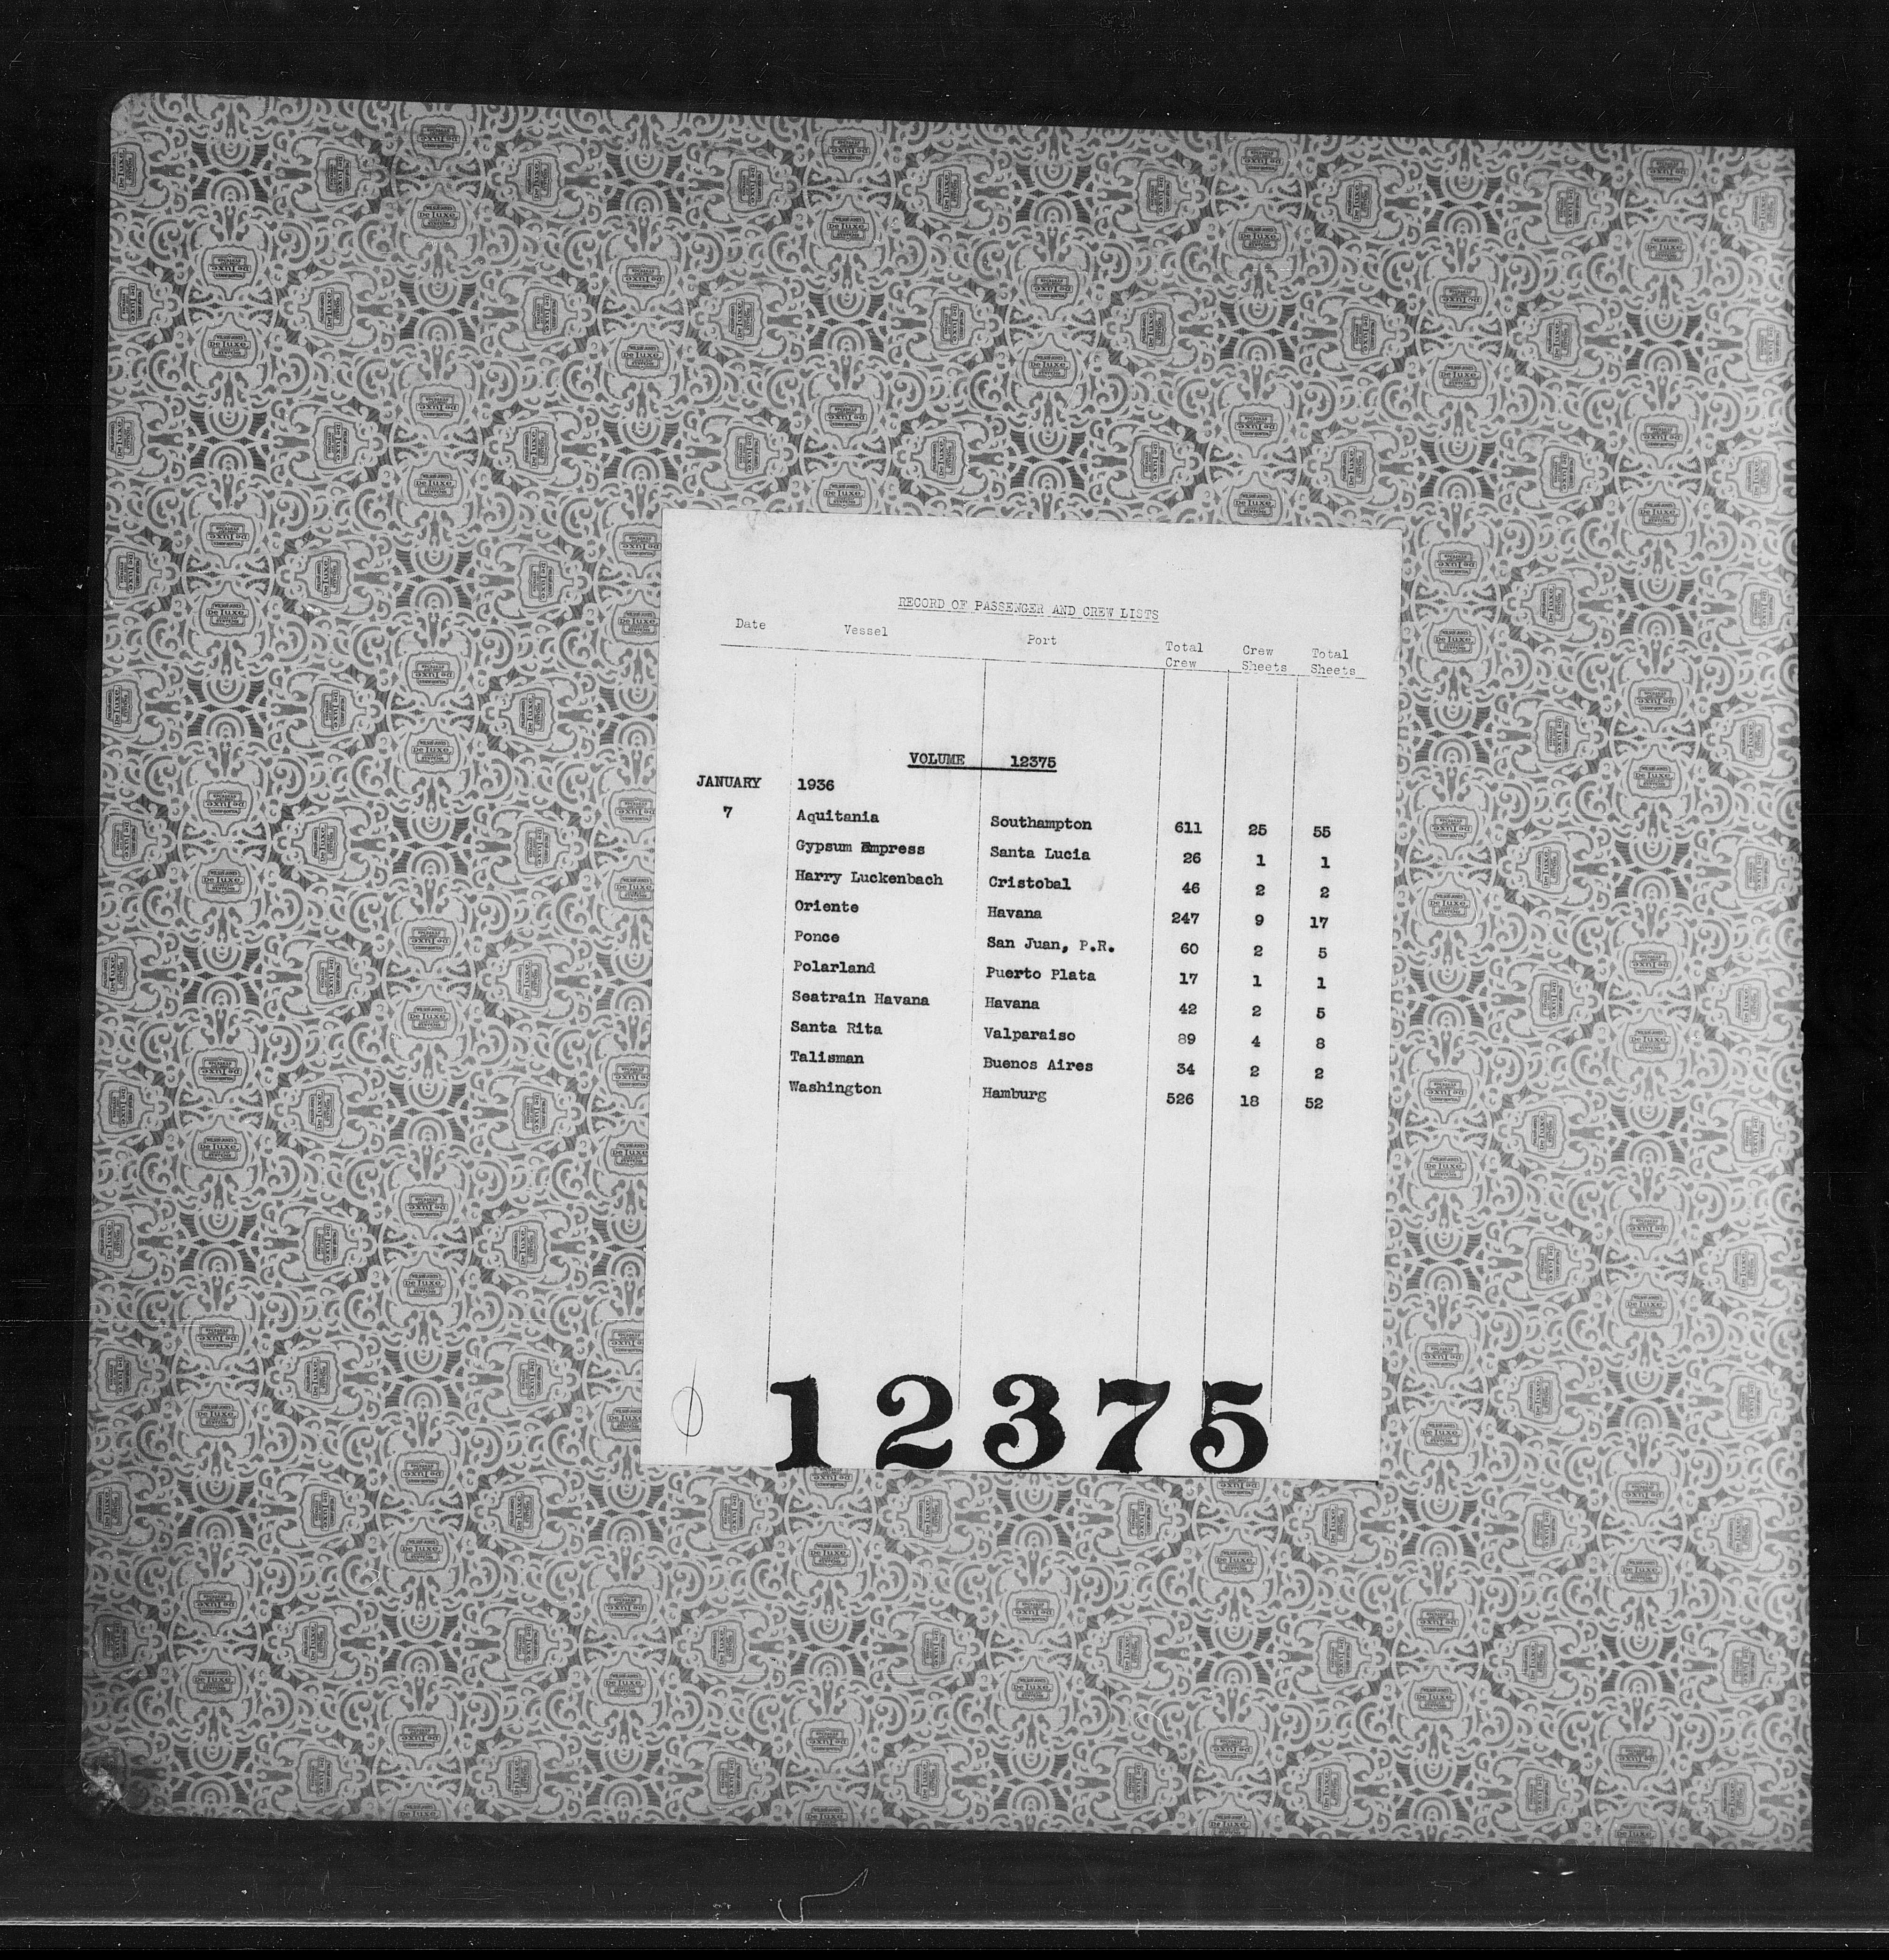 RECORD OF PASSENGER AND CREW LISTS
Date Vessel Port Total Crew Crew Sheets Total Sheets
VOLUME 12375
JANUARY 1936
7 Aquitania Southampton 611 25 55
Gypsum Empress Santa Lucia 26 1 1
Harry Luckenbach Cristobal 46 2 2
Oriente Havana 247 9 17
Ponce San Juan, P.R. 60 2 5
Polarland Puerto Plata 17 1 1
Seatrain Havana Havana 42 2 5
Santa Rita Valparaiso 89 4 8
Talisman Buenos Aires 34 2 2
Washington Hamburg 526 18 52
12375